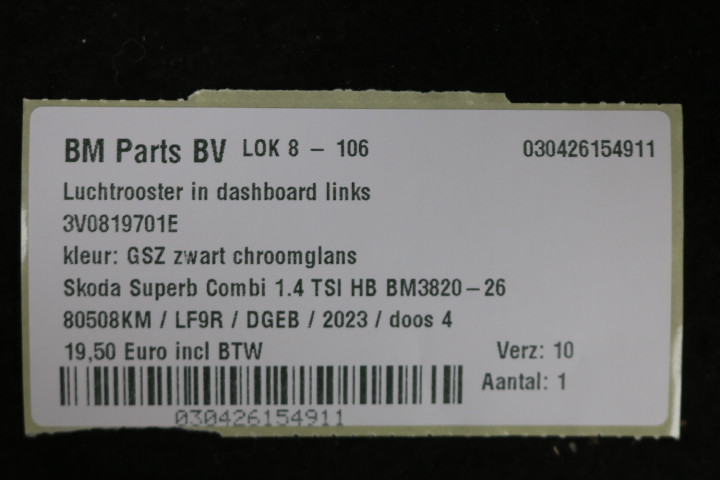 BM Parts BV LOK 8 - 106 030426154911
Luchtrooster in dashboard links
3V0819701E
kleur: GSZ zwart chroomglans
Skoda Superb Combi 1.4 TSI HB BM3820-26
80508KM / LF9R / DGEB / 2023 / doos 4
19,50 Euro incl BTW Verz: 10
Aantal: 1
030426154911